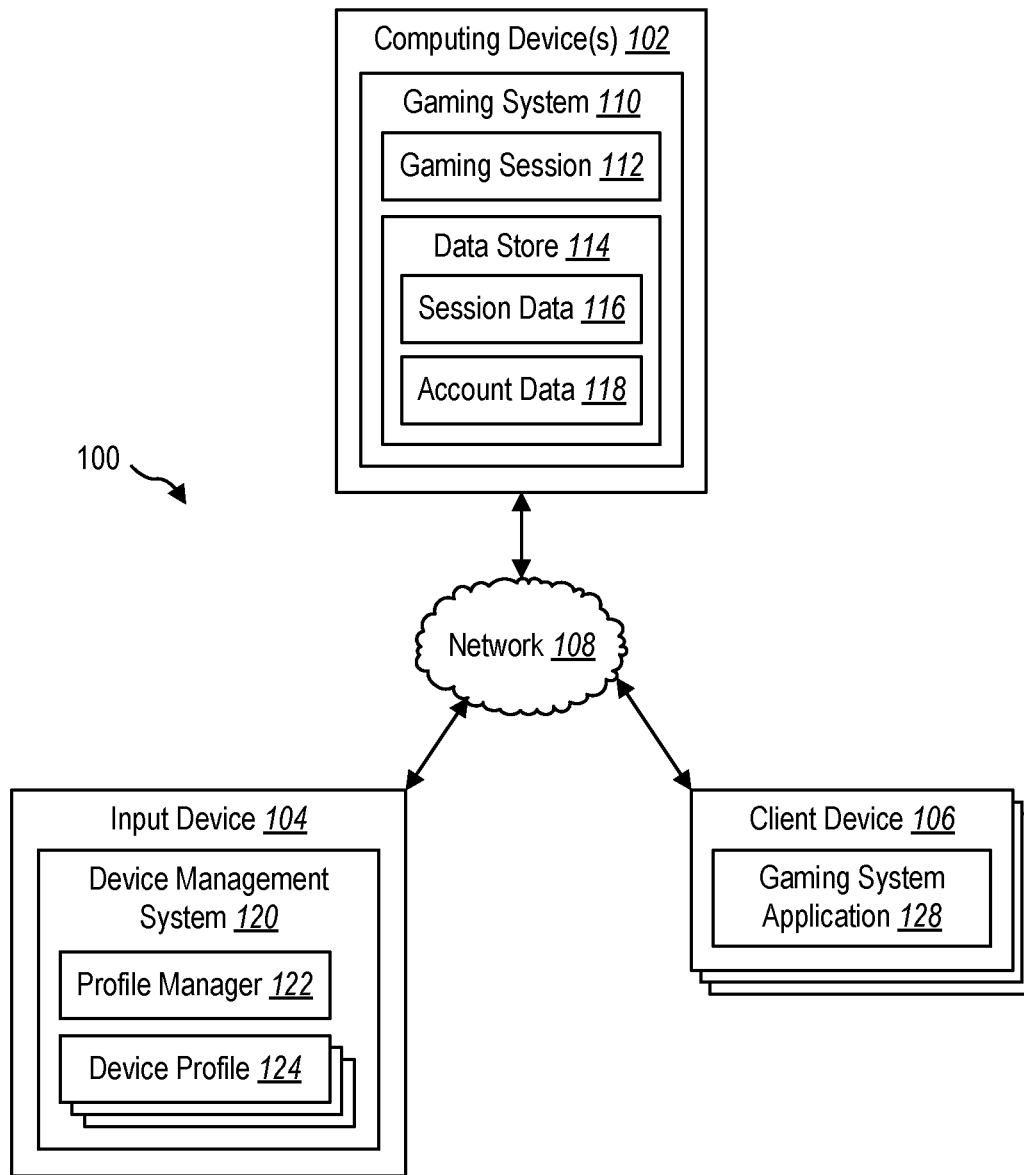 Computing Device(s) 102
Gaming System 110
Gaming Session 112
Data Store 114
Session Data 116
Account Data 118
100
Network 108
Input Device 104
Device Management
System 120
Profile Manager 122
Device Profile 124
Client Device 106
Gaming System
Application 128